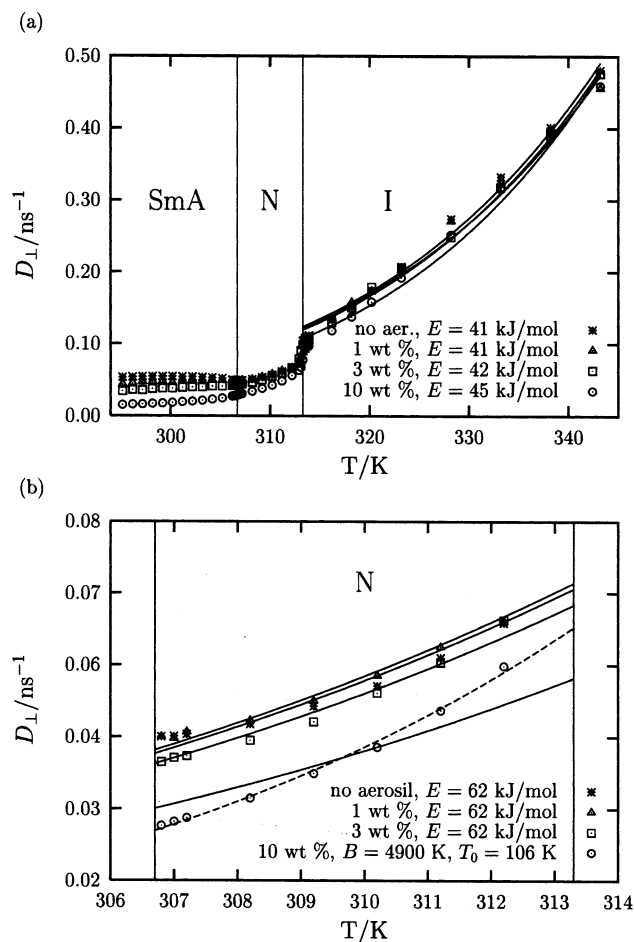 (a)
0.50
0.40
0.30
0.20
0.10
0.00
D⊥/ns⁻¹
SmA N I
no aer., E = 41 kJ/mol
1 wt %, E = 41 kJ/mol
3 wt %, E = 42 kJ/mol
10 wt %, E = 45 kJ/mol
300 310 320 330 340
T/K
(b)
0.08
0.06
0.04
0.03
0.02
D⊥/ns⁻¹
N
no aerosil, E = 62 kJ/mol
1 wt %, E = 62 kJ/mol
3 wt %, E = 62 kJ/mol
10 wt %, B = 4900 K, T₀ = 106 K
306 307 308 309 310 311 312 313 314
T/K